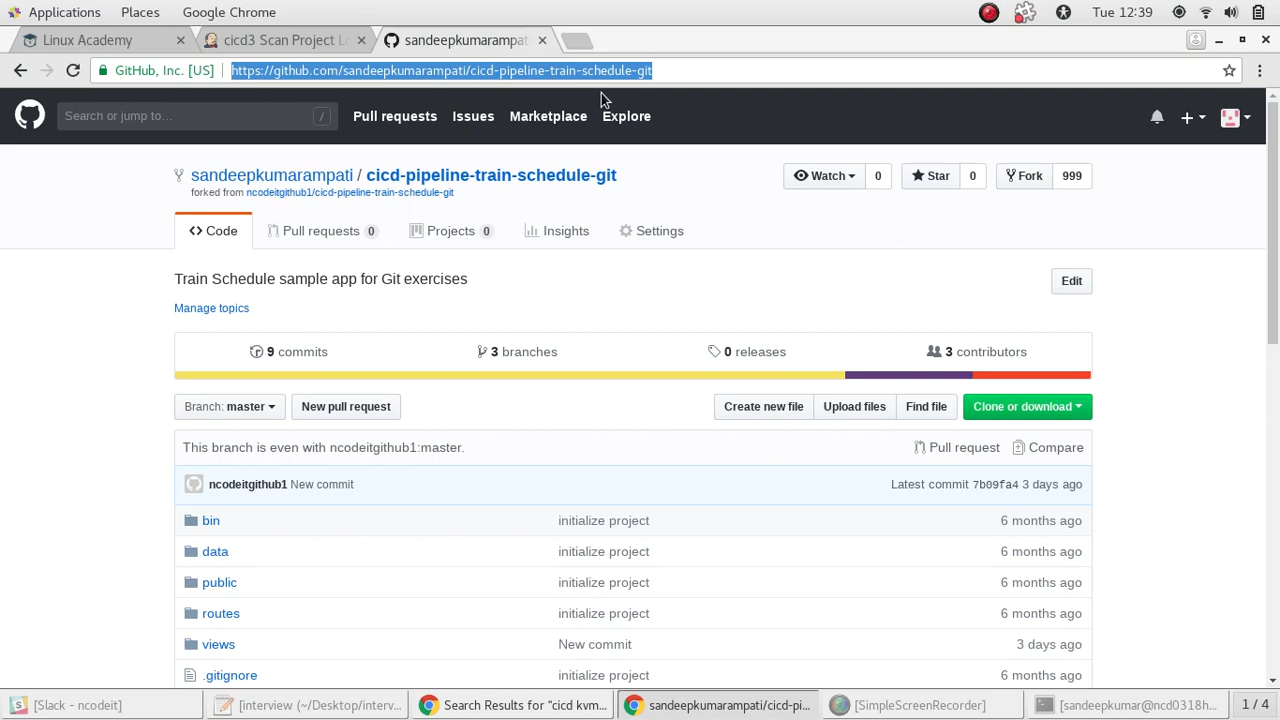 Applications Places Google Chrome Tue 12:39
Linux Academy × cicd3 Scan Project L × sandeepkumarampat ×
GitHub, Inc. [US] https://github.com/sandeepkumarampati/cicd-pipeline-train-schedule-git
Search or jump to… / Pull requests Issues Marketplace Explore
sandeepkumarampati / cicd-pipeline-train-schedule-git Watch 0 Star 0 Fork 999
forked from ncodeitgithub1/cicd-pipeline-train-schedule-git
Code Pull requests 0 Projects 0 Insights Settings
Train Schedule sample app for Git exercises Edit
Manage topics
9 commits 3 branches 0 releases 3 contributors
Branch: master New pull request Create new file Upload files Find file Clone or download
This branch is even with ncodeitgithub1:master. Pull request Compare
ncodeitgithub1 New commit Latest commit 7b09fa4 3 days ago
bin initialize project 6 months ago
data initialize project 6 months ago
public initialize project 6 months ago
routes initialize project 6 months ago
views New commit 3 days ago
.gitignore initialize project 6 months ago
[Slack - ncodeit] [interview (~/Desktop/interv... Search Results for “cicd kvm... sandeepkumarampati/cicd-pi... [SimpleScreenRecorder] [sandeepkumar@ncd0318h... 1 / 4